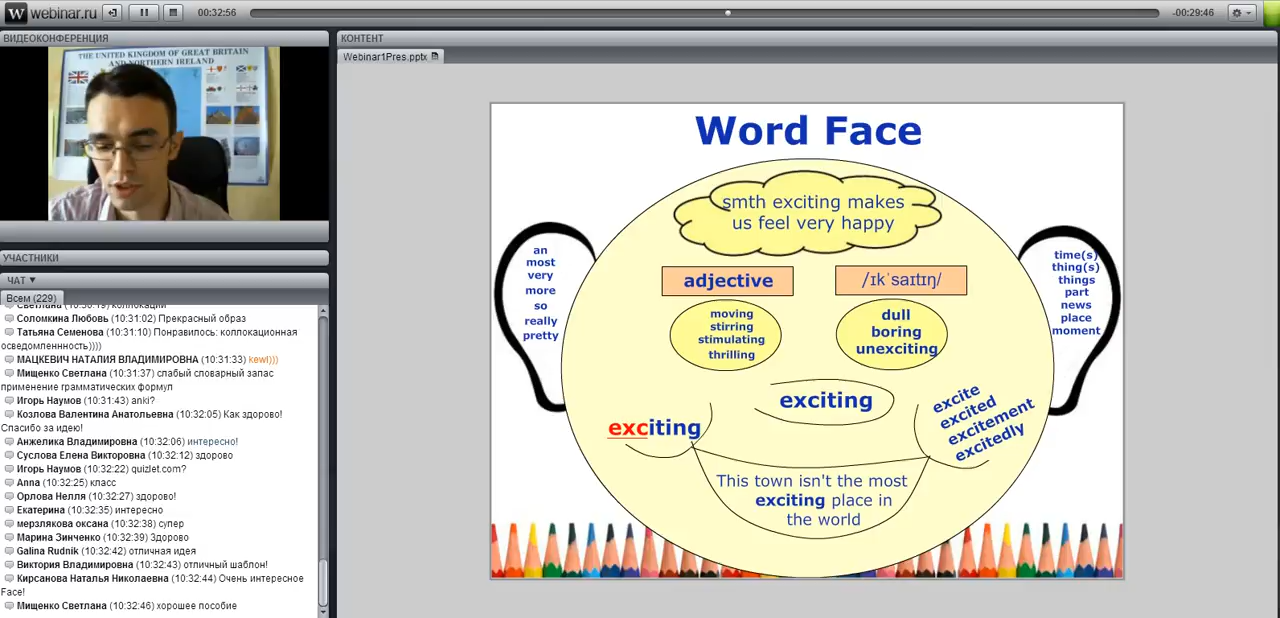 webinar.ru
00:32:56
-00:29:46
ВИДЕОКОНФЕРЕНЦИЯ
THE UNITED KINGDOM OF GREAT BRITAIN
AND NORTHERN IRELAND
УЧАСТНИКИ
ЧАТ
Всем (229)
Соломкина Любовь (10:31:02) Прекрасный образ
Татьяна Семенова (10:31:10) Понравилось: коллокационная
осведомленность))))
МАЦКЕВИЧ НАТАЛИЯ ВЛАДИМИРОВНА (10:31:33) kewl)))
Мищенко Светлана (10:31:37) слабый словарный запас
применение грамматических формул
Игорь Наумов (10:31:43) anki?
Козлова Валентина Анатольевна (10:32:05) Как здорово!
Спасибо за идею!
Анжелика Владимировна (10:32:06) интересно!
Суслова Елена Викторовна (10:32:12) здорово
Игорь Наумов (10:32:22) quizlet.com?
Anna (10:32:25) класс
Орлова Нелля (10:32:27) здорово!
Екатерина (10:32:35) интересно
мерзлякова оксана (10:32:38) супер
Марина Зинченко (10:32:39) Здорово
Galina Rudnik (10:32:42) отличная идея
Виктория Владимировна (10:32:43) отличный шаблон!
Кирсанова Наталья Николаевна (10:32:44) Очень интересное
Face!
Мищенко Светлана (10:32:46) хорошее пособие
КОНТЕНТ
Webinar1Pres.pptx
Word Face
smth exciting makes
us feel very happy
an
most
very
more
so
really
pretty
adjective
/ɪkˈsaɪtɪŋ/
moving
stirring
stimulating
thrilling
dull
boring
unexciting
time(s)
thing(s)
things
part
news
place
moment
exciting
exciting
excite
excited
excitement
excitedly
This town isn't the most
exciting place in
the world